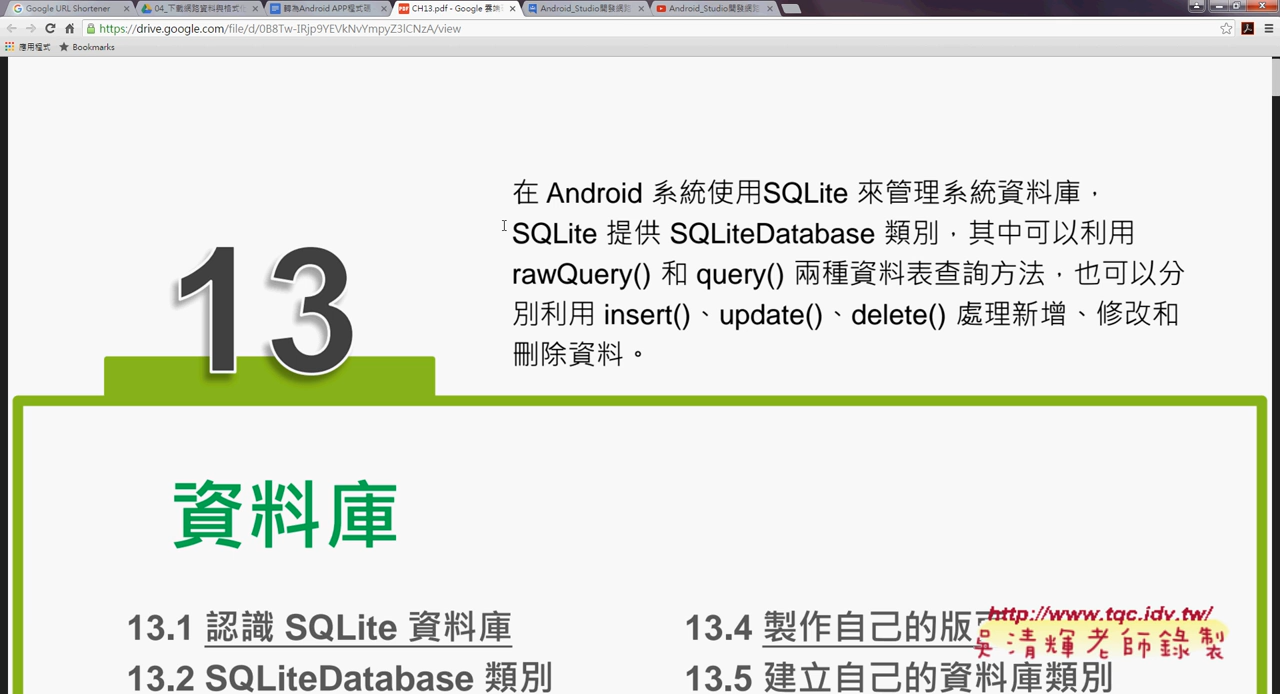 Google URL Shortener
04_下載網路資料與程式
轉為Android APP程式碼
CH13.pdf - Google 雲端
Android_Studio開發網路
Android_Studio開發網路
https://drive.google.com/file/d/0B8Tw-IRjp9YEVkNvYmpyZ3lCNzA/view
應用程式
Bookmarks
在 Android 系統使用SQLite 來管理系統資料庫，
SQLite 提供 SQLiteDatabase 類別，其中可以利用
rawQuery() 和 query() 兩種資料表查詢方法，也可以分
別利用 insert()、update()、delete() 處理新增、修改和
刪除資料。
13
資料庫
13.1 認識 SQLite 資料庫
13.4 製作自己的版
http://www.tqc.idv.tw/
吳清輝老師錄製
13.2 SQLiteDatabase 類別
13.5 建立自己的資料庫類別